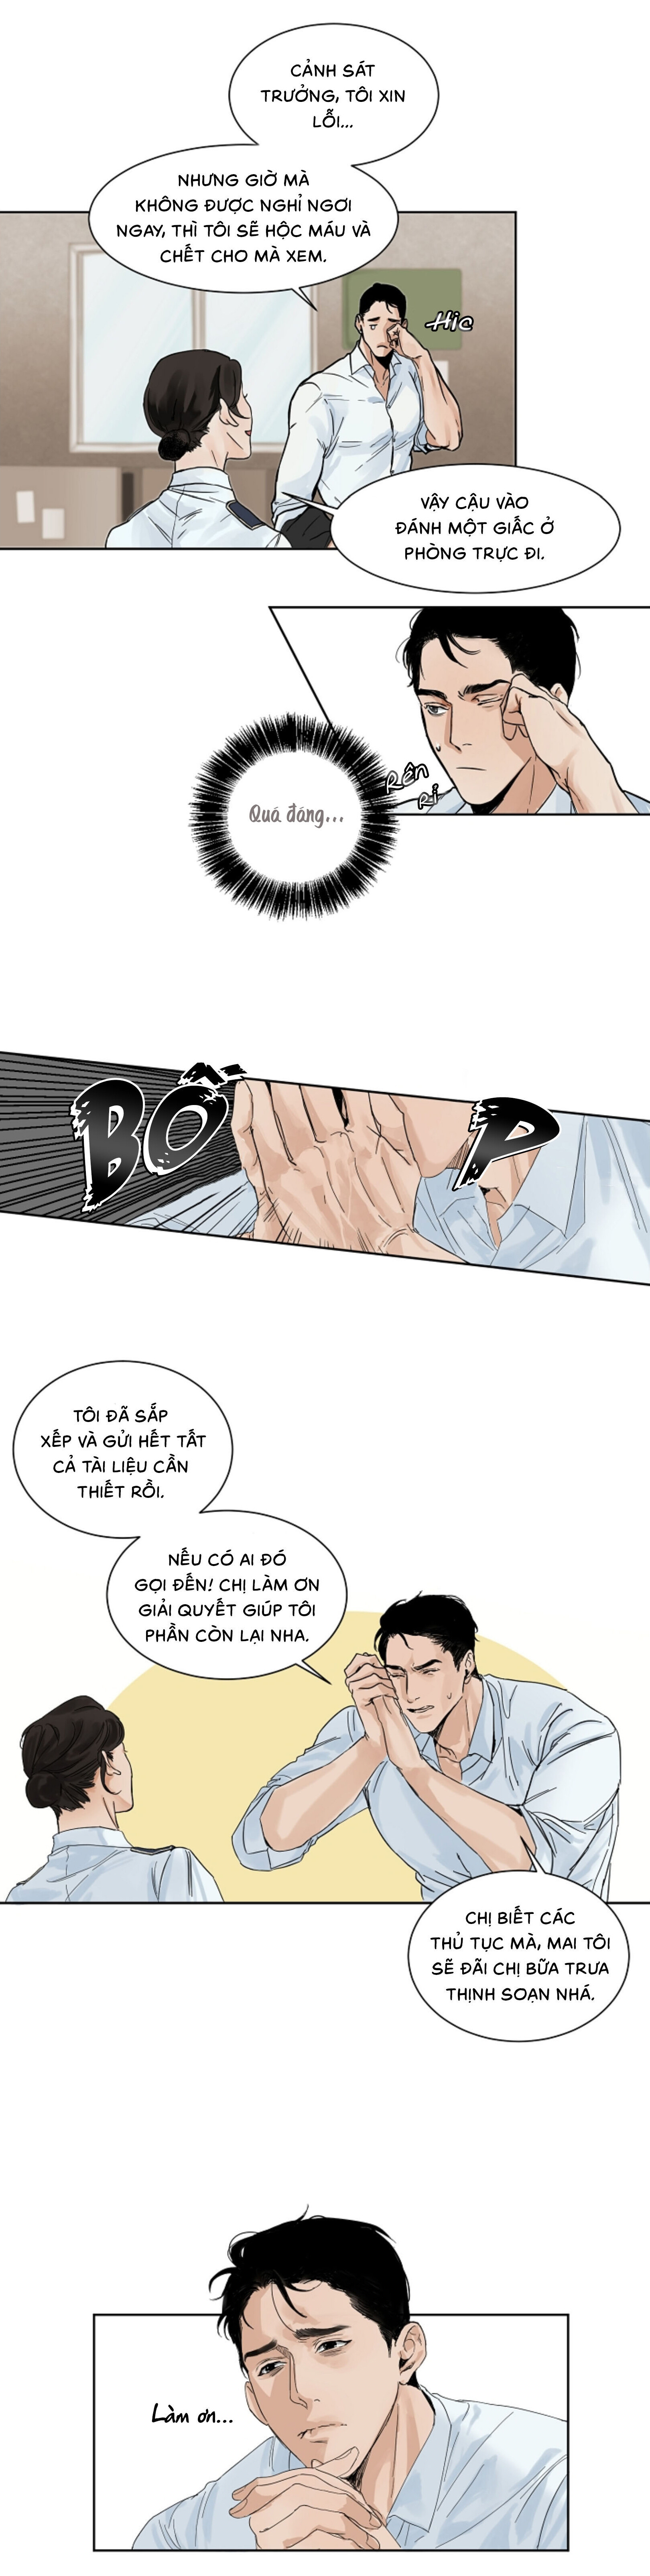 CẢNH SÁT
TRƯỞNG, TÔI XIN
LỖI...
NHƯNG GIỜ MÀ
KHÔNG ĐƯỢC NGHỈ NGƠI
NGAY, THÌ TÔI SẼ HỘC MÁU VÀ
CHẾT CHO MÀ XEM.
Hic
VẬY CẬU VÀO
ĐÁNH MỘT GIẤC Ở
PHÒNG TRỰC ĐI.
Rên
rỉ
Quá đáng...
BÔP
TÔI ĐÃ SẮP
XẾP VÀ GỬI HẾT TẤT
CẢ TÀI LIỆU CẦN
THIẾT RỒI.
NẾU CÓ AI ĐÓ
GỌI ĐẾN! CHỊ LÀM ƠN
GIẢI QUYẾT GIÚP TÔI
PHẦN CÒN LẠI NHA.
CHỊ BIẾT CÁC
THỦ TỤC MÀ, MAI TÔI
SẼ ĐÃI CHỊ BỮA TRƯA
THỊNH SOẠN NHÁ.
Làm ơn...